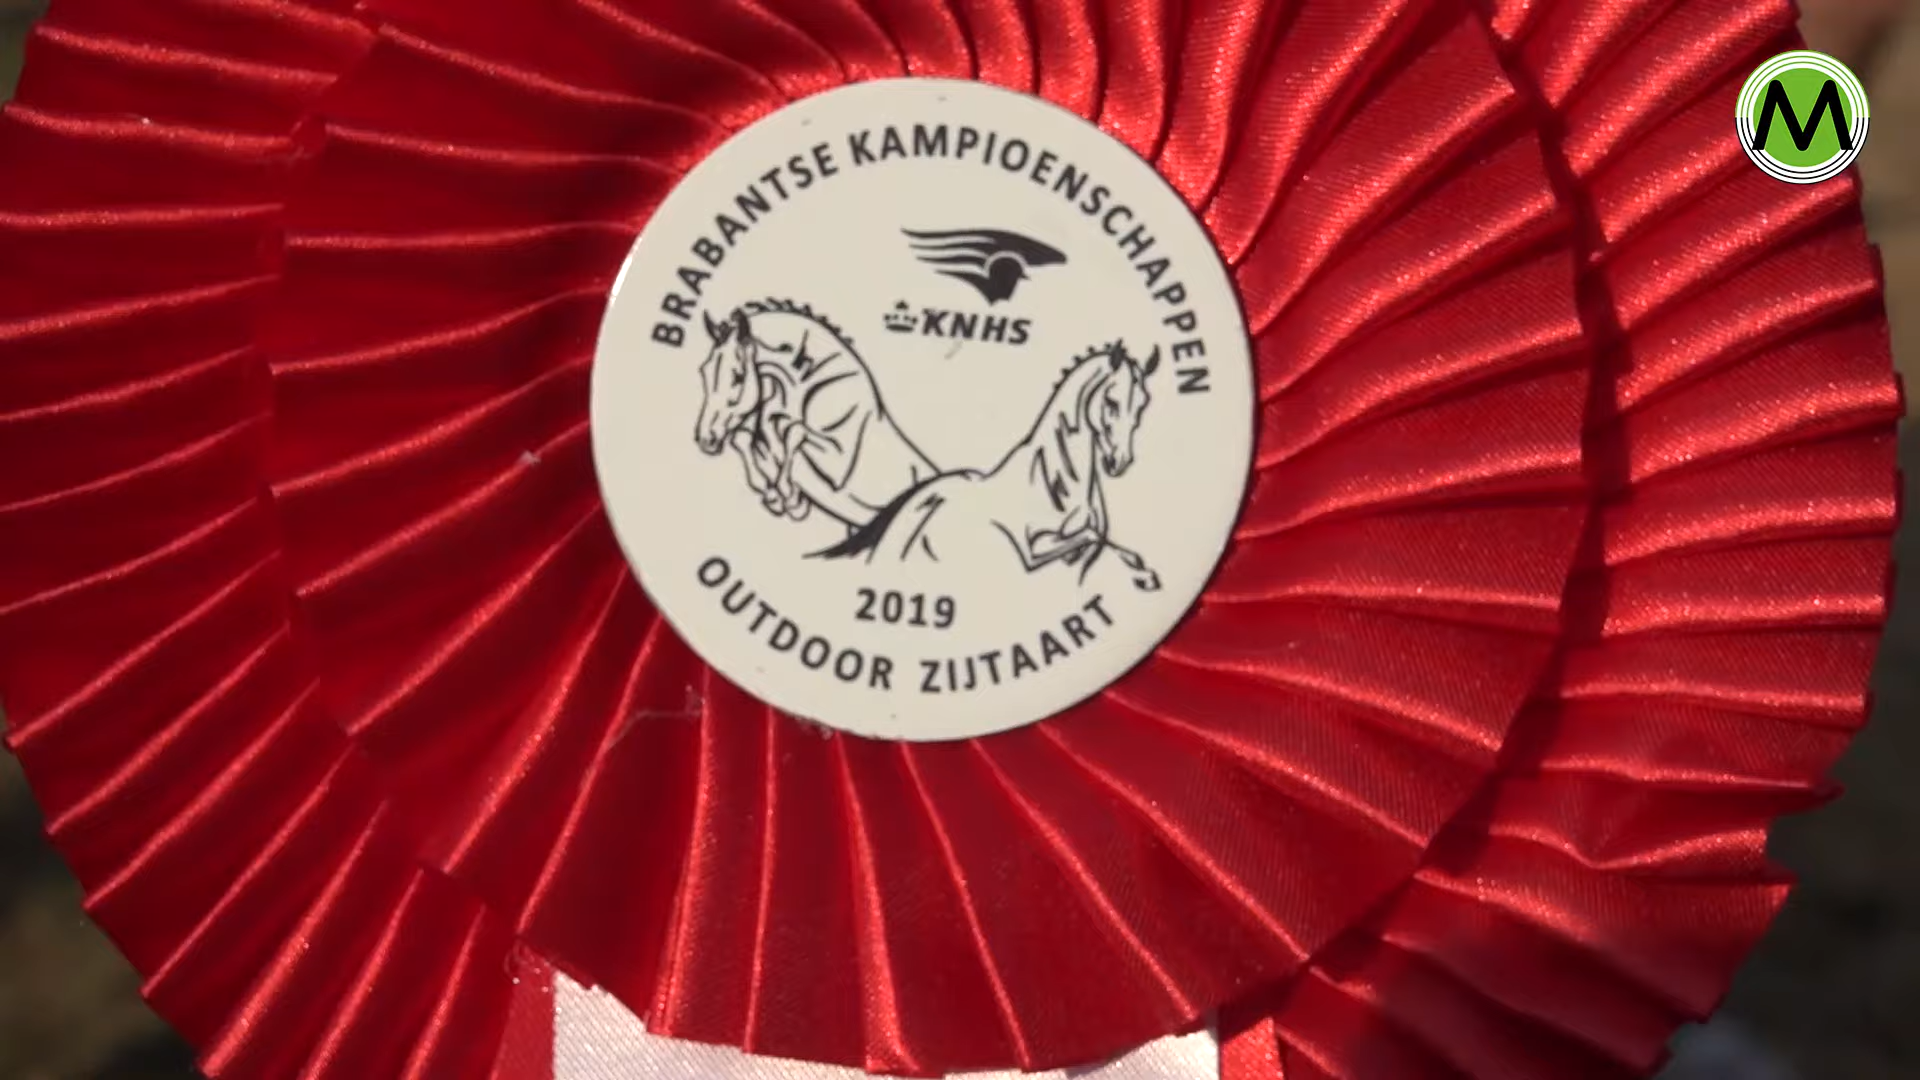 BRABANTSE KAMPIOENSCHAPPEN
KNHS
2019
OUTDOOR ZIJTAART
M